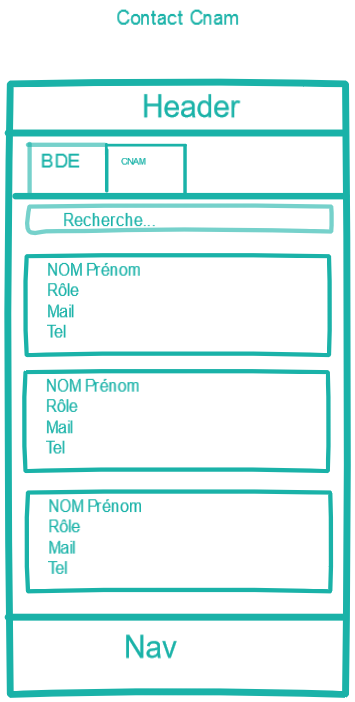 Contact Cnam
Header
BDE
CNAM
Recherche...
NOM Prénom
Rôle
Mail
Tel
NOM Prénom
Rôle
Mail
Tel
NOM Prénom
Rôle
Mail
Tel
Nav